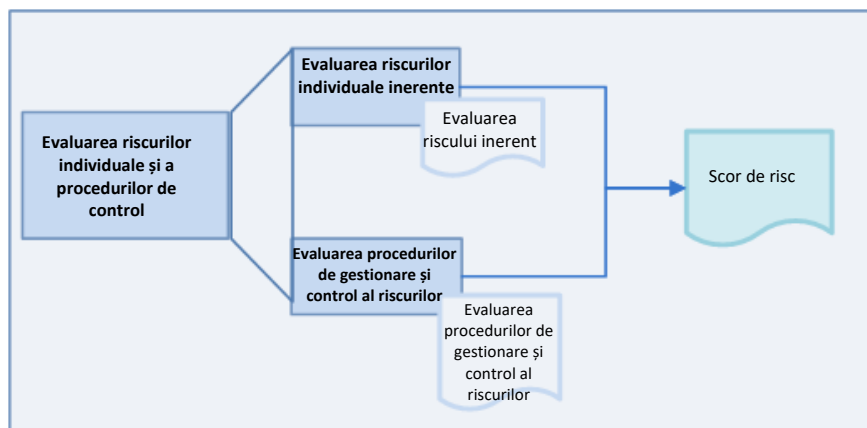 Evaluarea riscurilor
individuale și a
procedurilor de
control
Evaluarea riscurilor
individuale inerente
Evaluarea
riscului inerent
Evaluarea procedurilor
de gestionare și
control al riscurilor
Evaluarea
procedurilor de
gestionare și
control al
riscurilor
Scor de risc